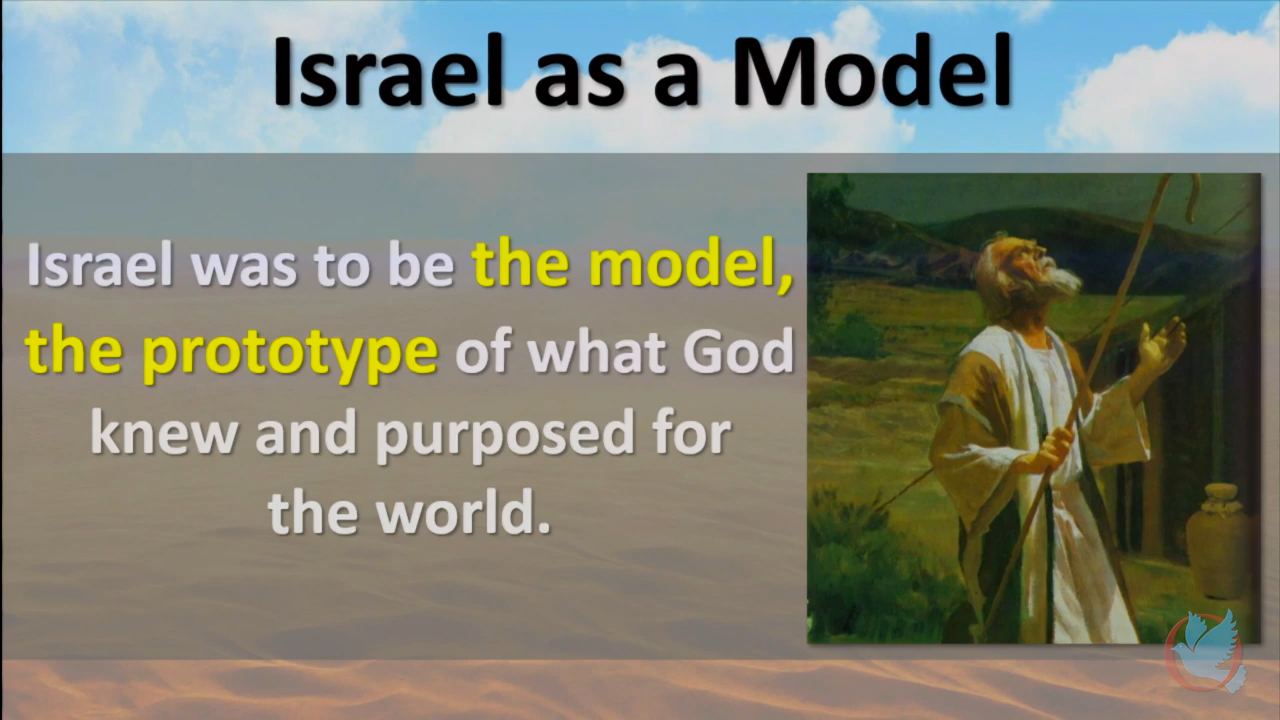 Israel as a Model
Israel was to be the model,
the prototype of what God
knew and purposed for
the world.